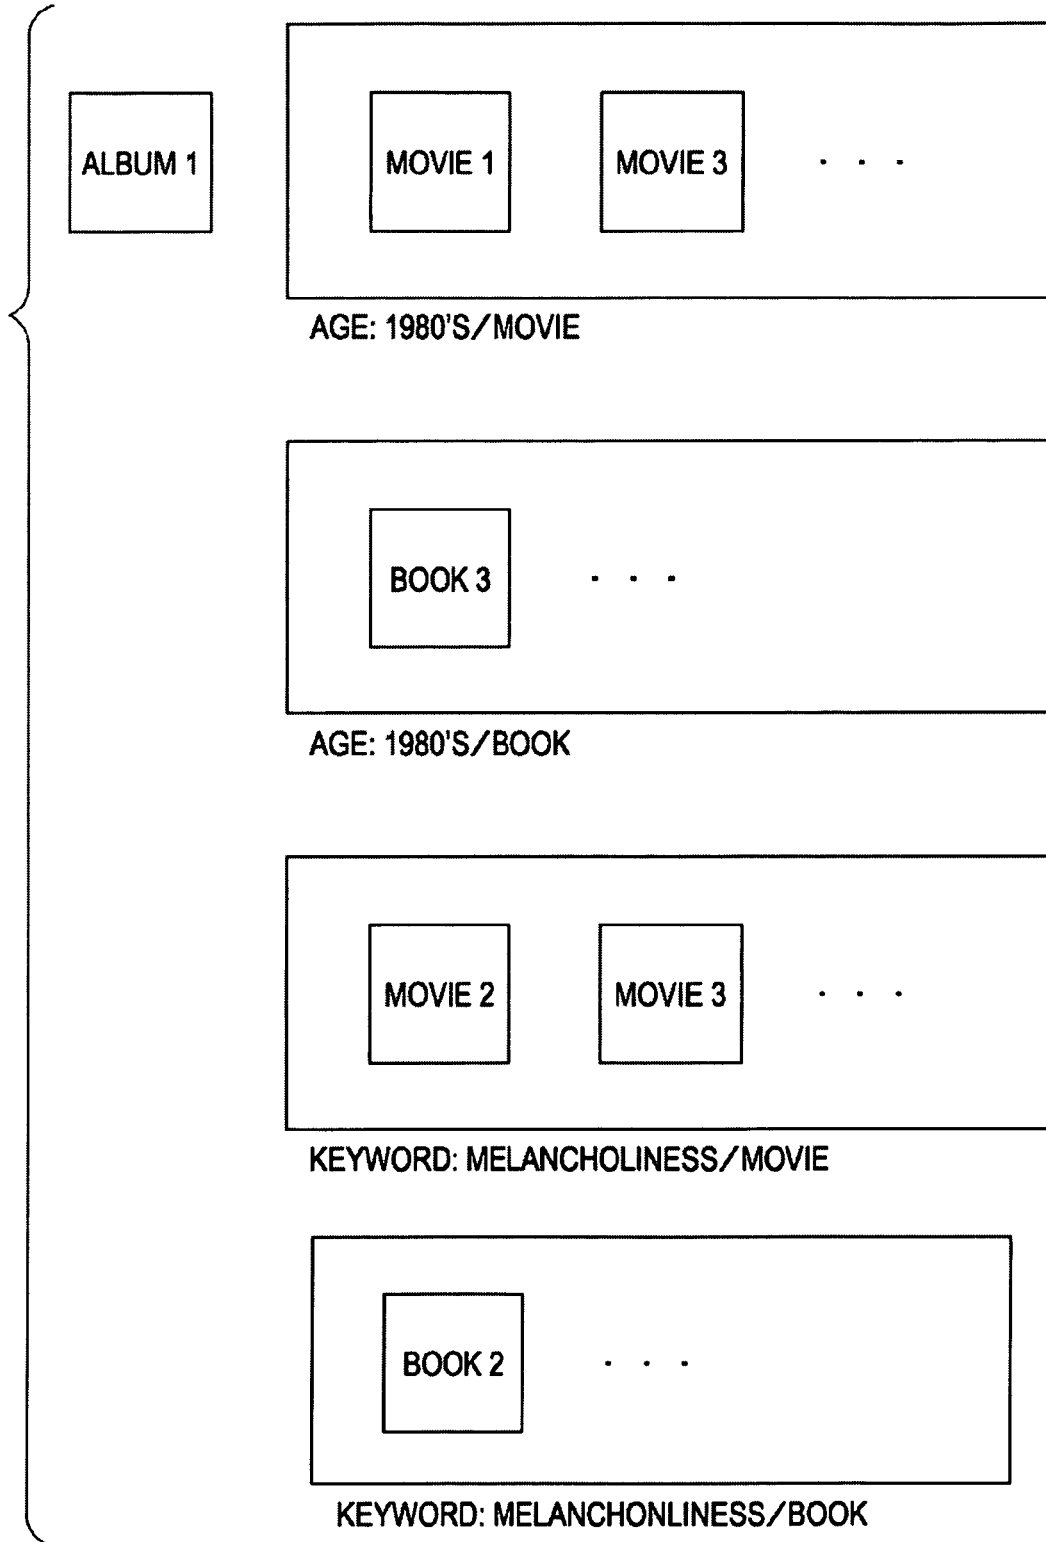 ALBUM 1
MOVIE 1 MOVIE 3 . . .
AGE: 1980'S/MOVIE
BOOK 3 . . .
AGE: 1980'S/BOOK
MOVIE 2 MOVIE 3 . . .
KEYWORD: MELANCHOLINESS/MOVIE
BOOK 2 . . .
KEYWORD: MELANCHONLINESS/BOOK